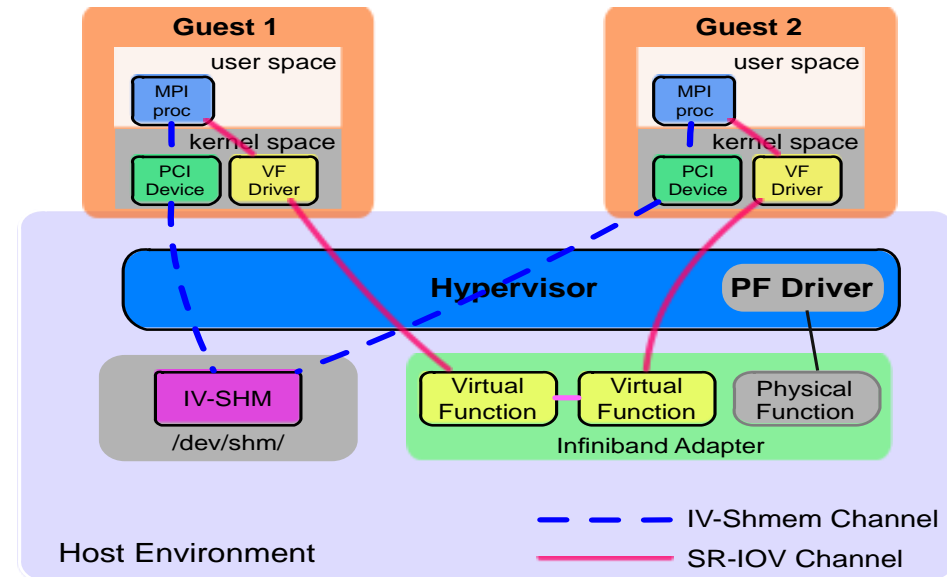 Guest 1
user space
MPI
proc
kernel space
PCI
Device
VF
Driver
Guest 2
user space
MPI
proc
kernel space
PCI
Device
VF
Driver
Hypervisor
PF Driver
IV-SHM
/dev/shm/
Virtual
Function
Virtual
Function
Physical
Function
Infiniband Adapter
IV-Shmem Channel
SR-IOV Channel
Host Environment